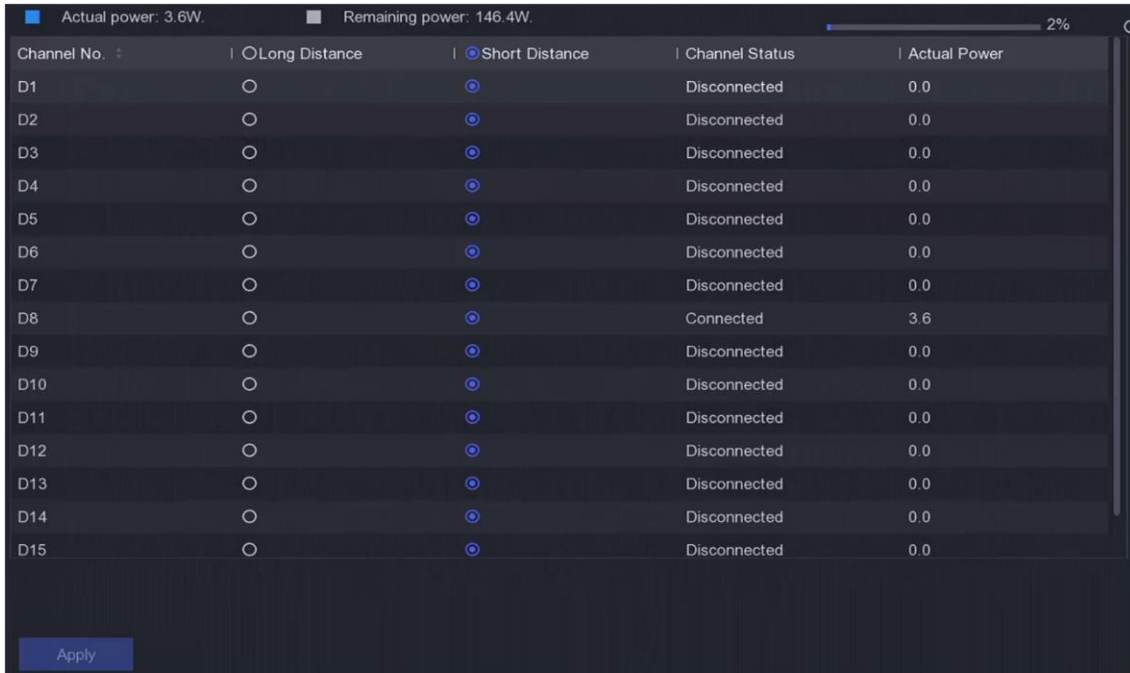 Actual power: 3.6W. Remaining power: 146.4W. 2%
Channel No. Long Distance Short Distance Channel Status Actual Power
D1 Disconnected 0.0
D2 Disconnected 0.0
D3 Disconnected 0.0
D4 Disconnected 0.0
D5 Disconnected 0.0
D6 Disconnected 0.0
D7 Disconnected 0.0
D8 Connected 3.6
D9 Disconnected 0.0
D10 Disconnected 0.0
D11 Disconnected 0.0
D12 Disconnected 0.0
D13 Disconnected 0.0
D14 Disconnected 0.0
D15 Disconnected 0.0
Apply